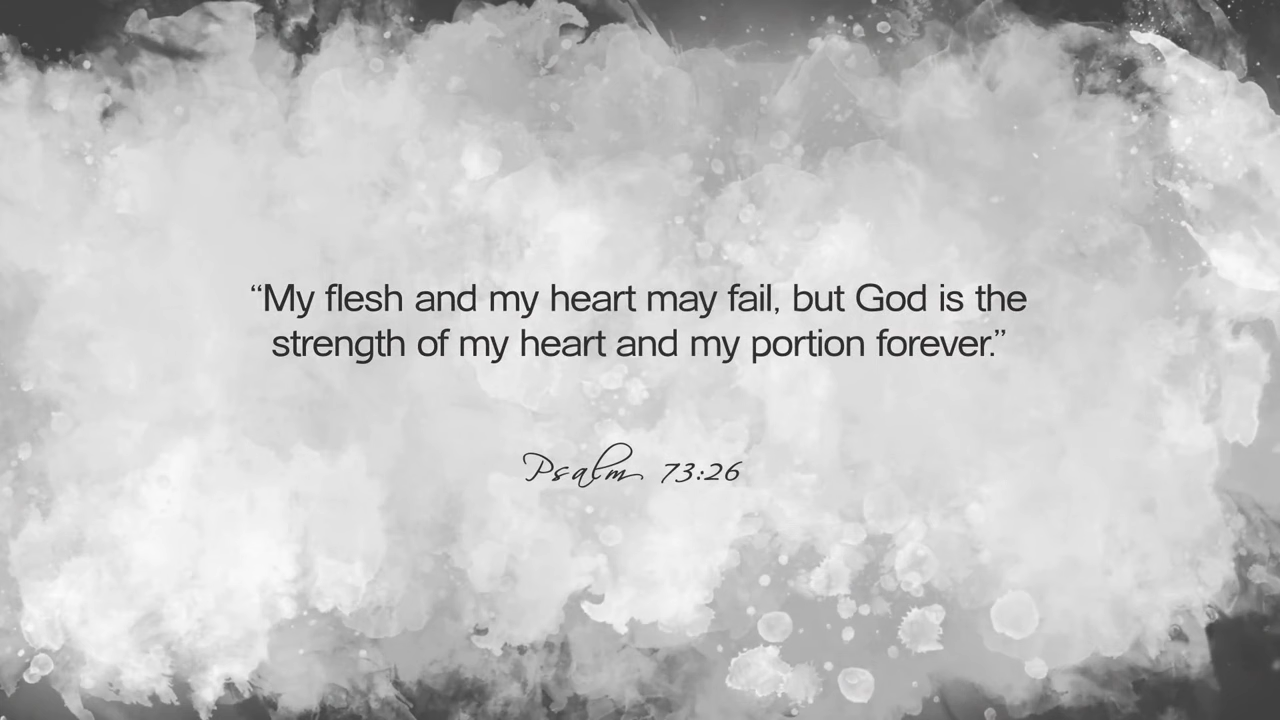 “My flesh and my heart may fail, but God is the
strength of my heart and my portion forever.”
Psalm 73:26